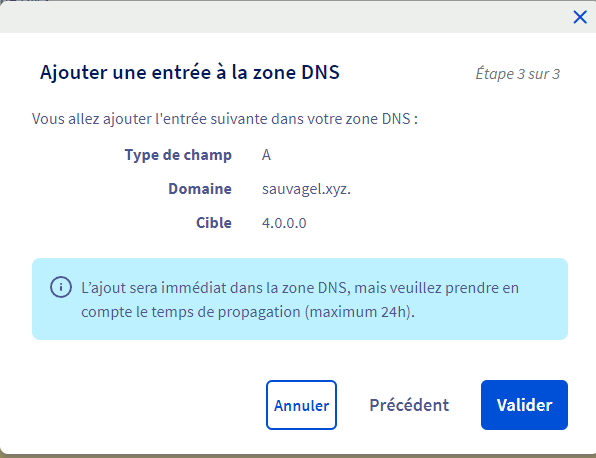 Ajouter une entrée à la zone DNS
Étape 3 sur 3
Vous allez ajouter l'entrée suivante dans votre zone DNS :
Type de champ A
Domaine sauvagel.xyz.
Cible 4.0.0.0
L'ajout sera immédiat dans la zone DNS, mais veuillez prendre en
compte le temps de propagation (maximum 24h).
Annuler Précédent Valider